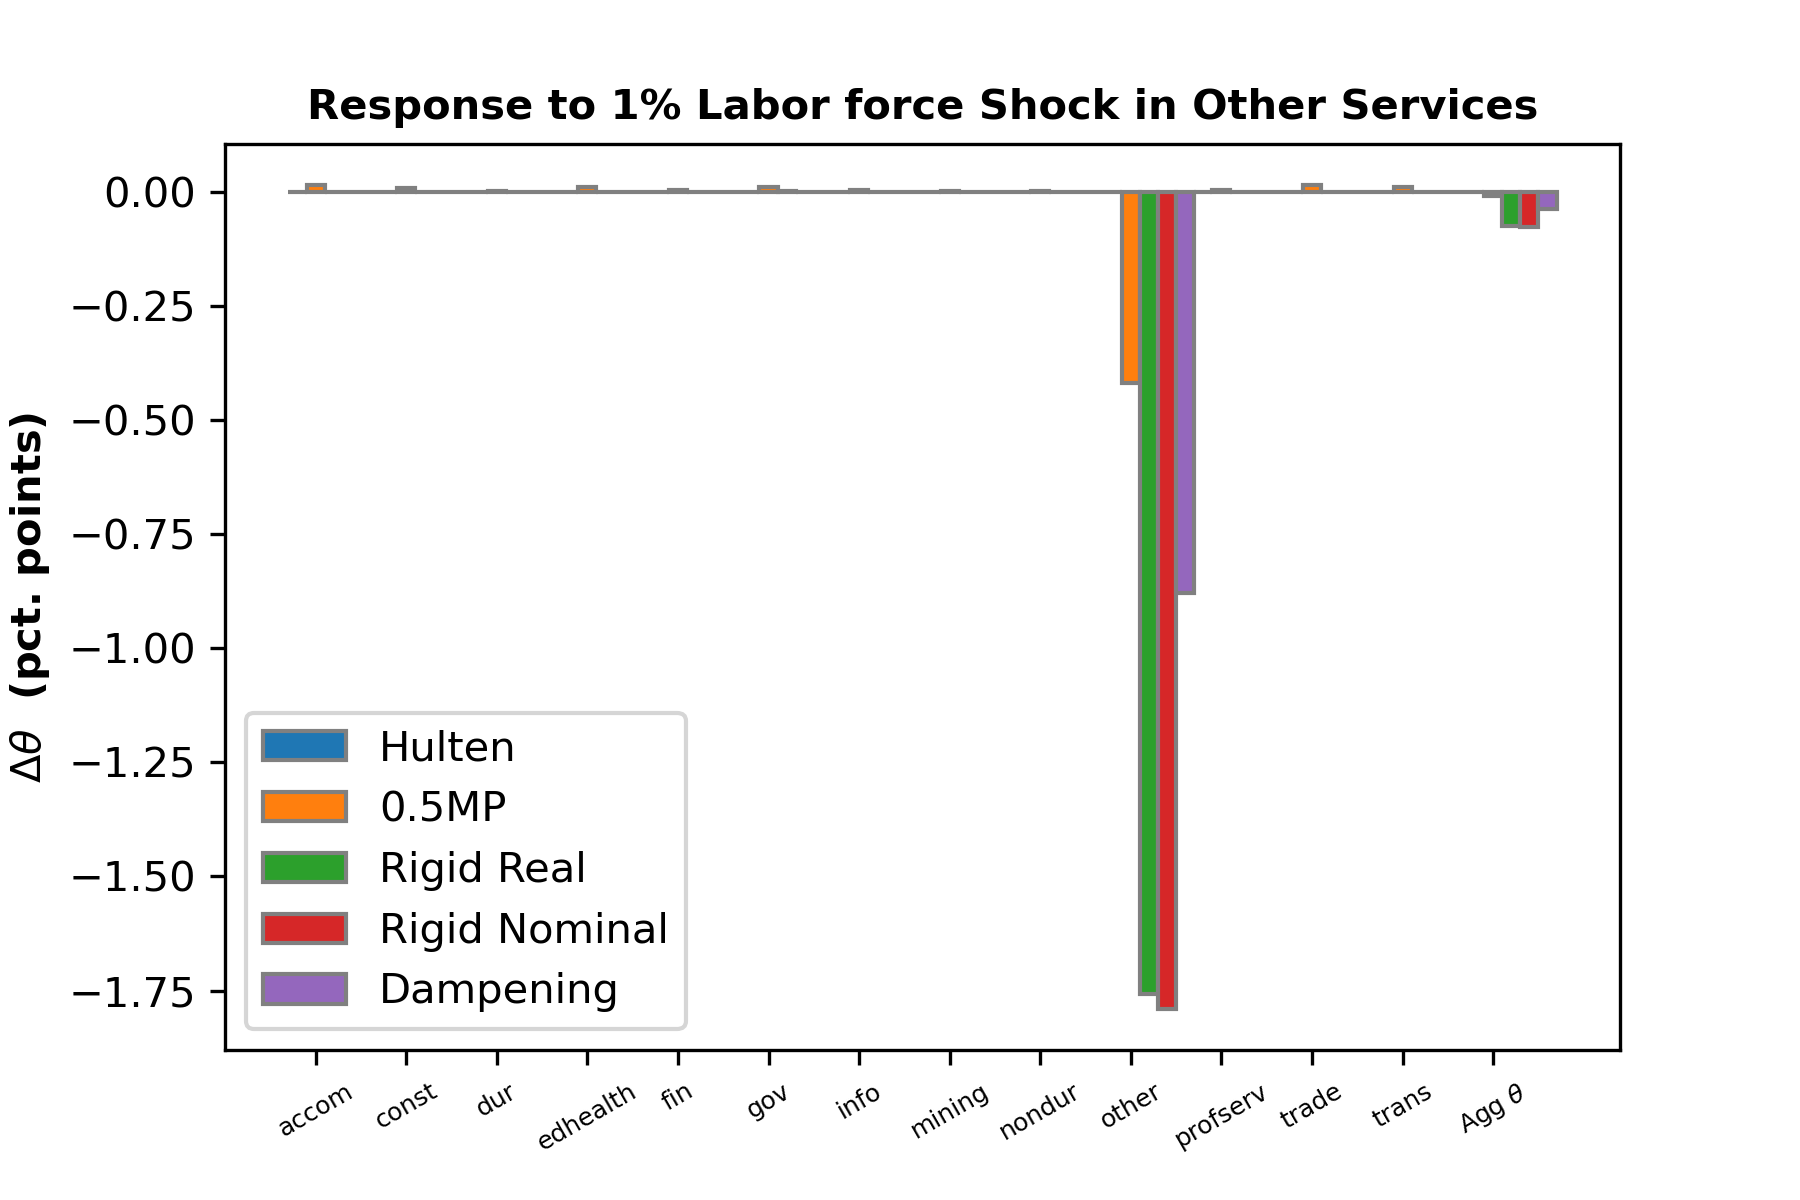 Response to 1% Labor force Shock in Other Services
Δθ (pct. points)
0.00
−0.25
−0.50
−0.75
−1.00
−1.25
−1.50
−1.75
Hulten
0.5MP
Rigid Real
Rigid Nominal
Dampening
accom const dur edhealth fin gov info mining nondur other profserv trade trans Agg θ